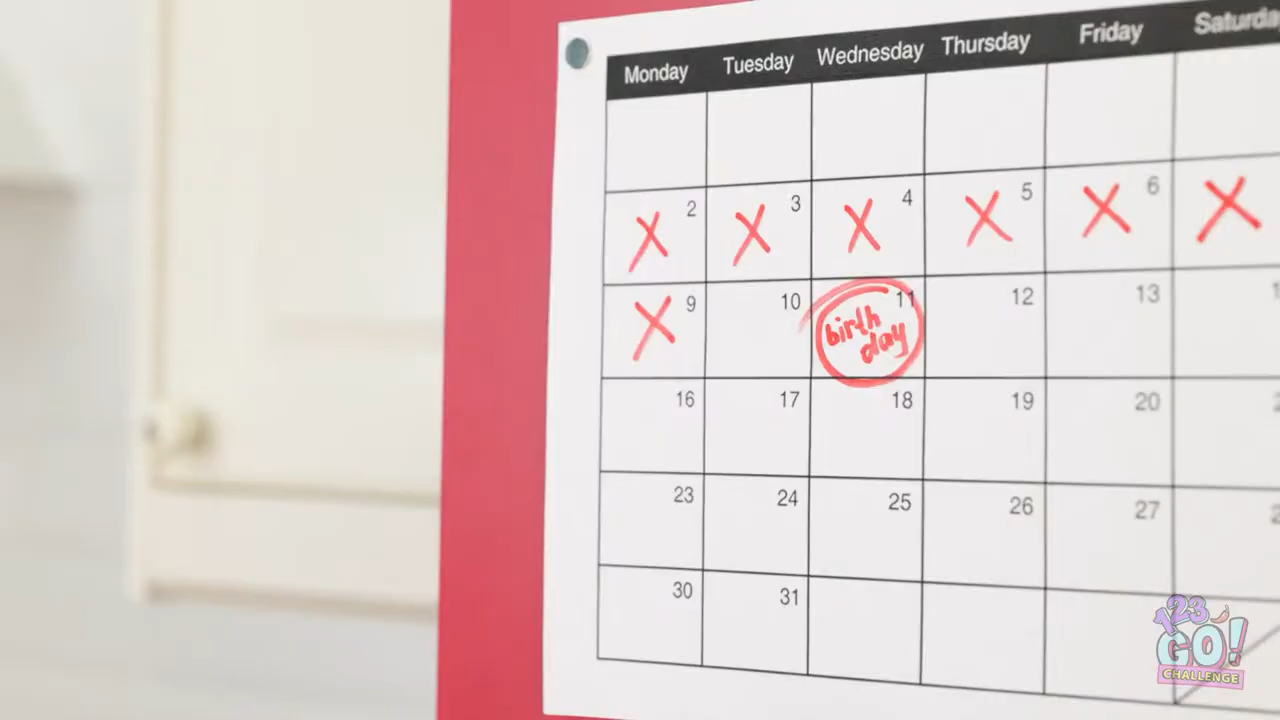 Monday Tuesday Wednesday Thursday Friday Saturda
2 3 4 5 6
X X X X X X
9 10 11 12 13
X
birth
day
16 17 18 19 20
23 24 25 26 27
30 31
123
GO!
CHALLENGE